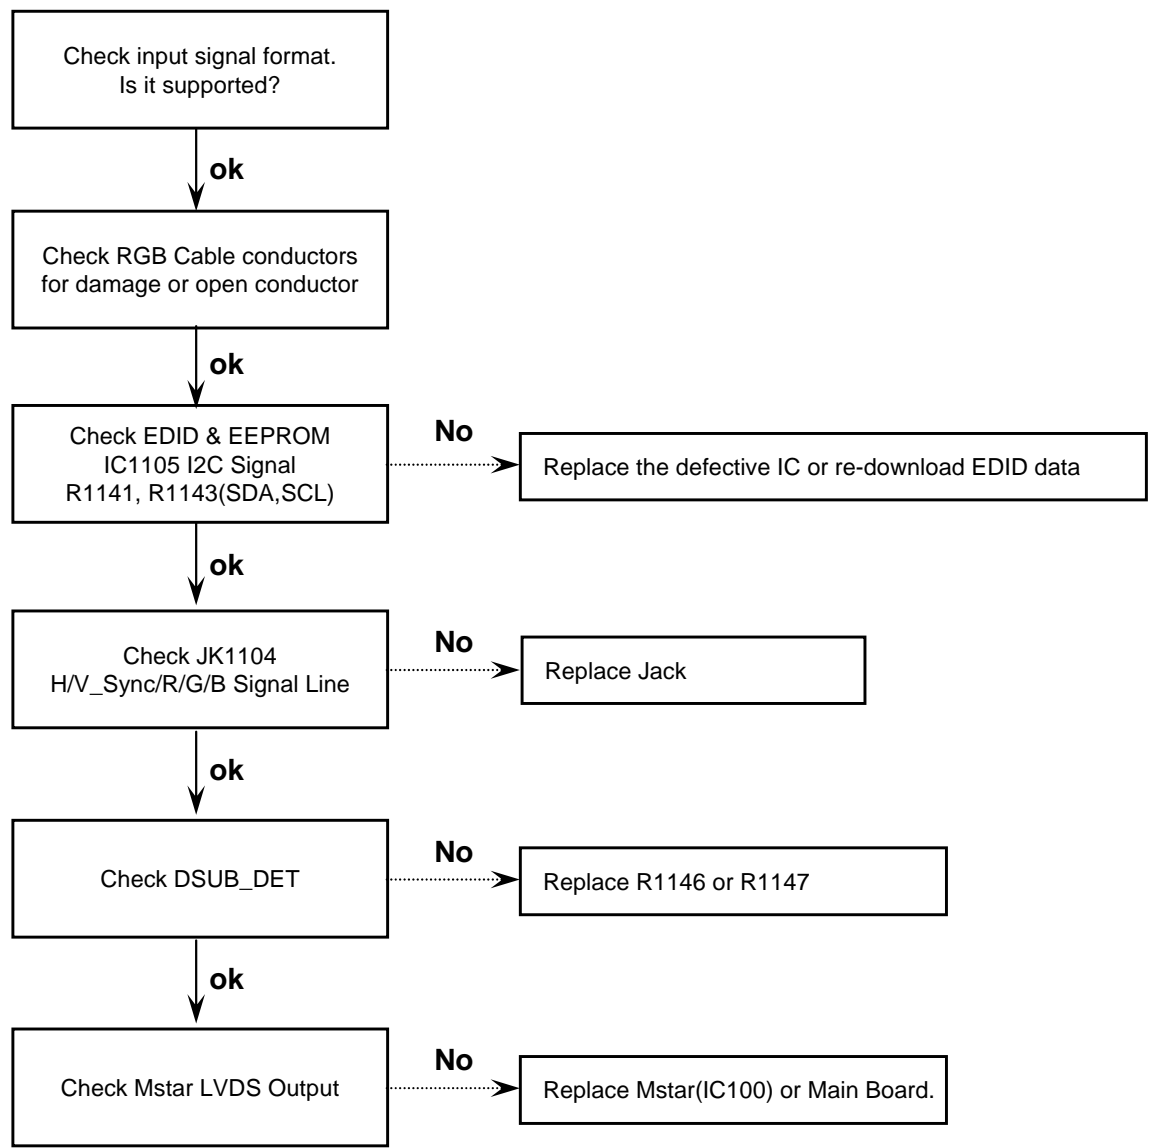 Check input signal format.
Is it supported?
ok
Check RGB Cable conductors
for damage or open conductor
ok
Check EDID & EEPROM
IC1105 I2C Signal
R1141, R1143(SDA,SCL)
No
Replace the defective IC or re-download EDID data
ok
Check JK1104
H/V_Sync/R/G/B Signal Line
No
Replace Jack
ok
Check DSUB_DET
No
Replace R1146 or R1147
ok
Check Mstar LVDS Output
No
Replace Mstar(IC100) or Main Board.